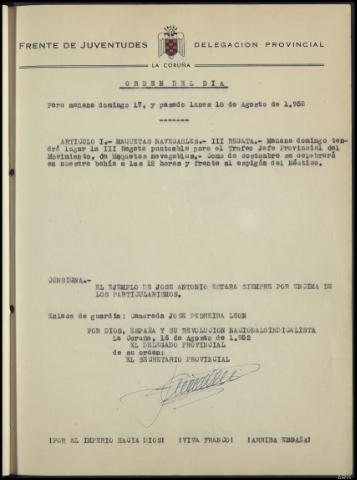 FRENTE DE JUVENTUDES DELEGACION PROVINCIAL
LA CORUÑA
ORDEN DEL DIA
Para mañana domingo 17, y pasado lunes 18 de Agosto de 1.952
-------
ARTICULO I.- MAQUETAS NAVEGABLES.- III REGATA.- Mañana domingo ten-
drá lugar la III Regata puntuable para el Trofeo Jefe Provincial del
Movimiento, de Maquetas navegables. Como de costumbre se celebrará
en nuestra bahía a las 12 horas y frente al espigón del Náutico.
CONSIGNA.-
EL EJEMPLO DE JOSE ANTONIO ESTARA SIEMPRE POR ENCIMA DE
LOS PARTICULARISMOS.
Enlace de guardia: Camarada JOSE PEDREIRA LEON
POR DIOS, ESPAÑA Y SU REVOLUCION NACIONALSINDICALISTA
La Coruña, 16 de Agosto de 1.952
EL DELEGADO PROVINCIAL
de su orden:
EL SECRETARIO PROVINCIAL
¡POR EL IMPERIO HACIA DIOS! ¡VIVA FRANCO! ¡ARRIBA ESPAÑA!